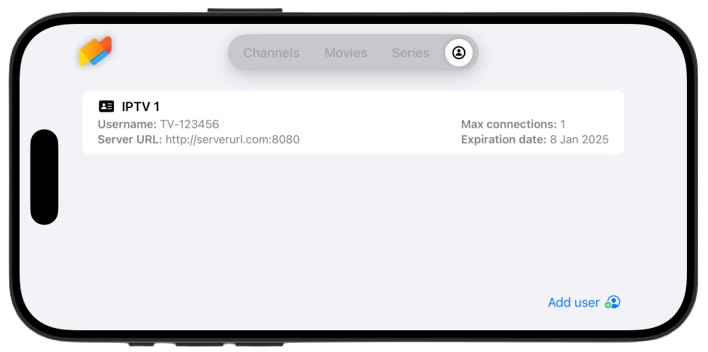 Channels Movies Series
IPTV 1
Username: TV-123456 Max connections: 1
Server URL: http://serverurl.com:8080 Expiration date: 8 Jan 2025
Add user